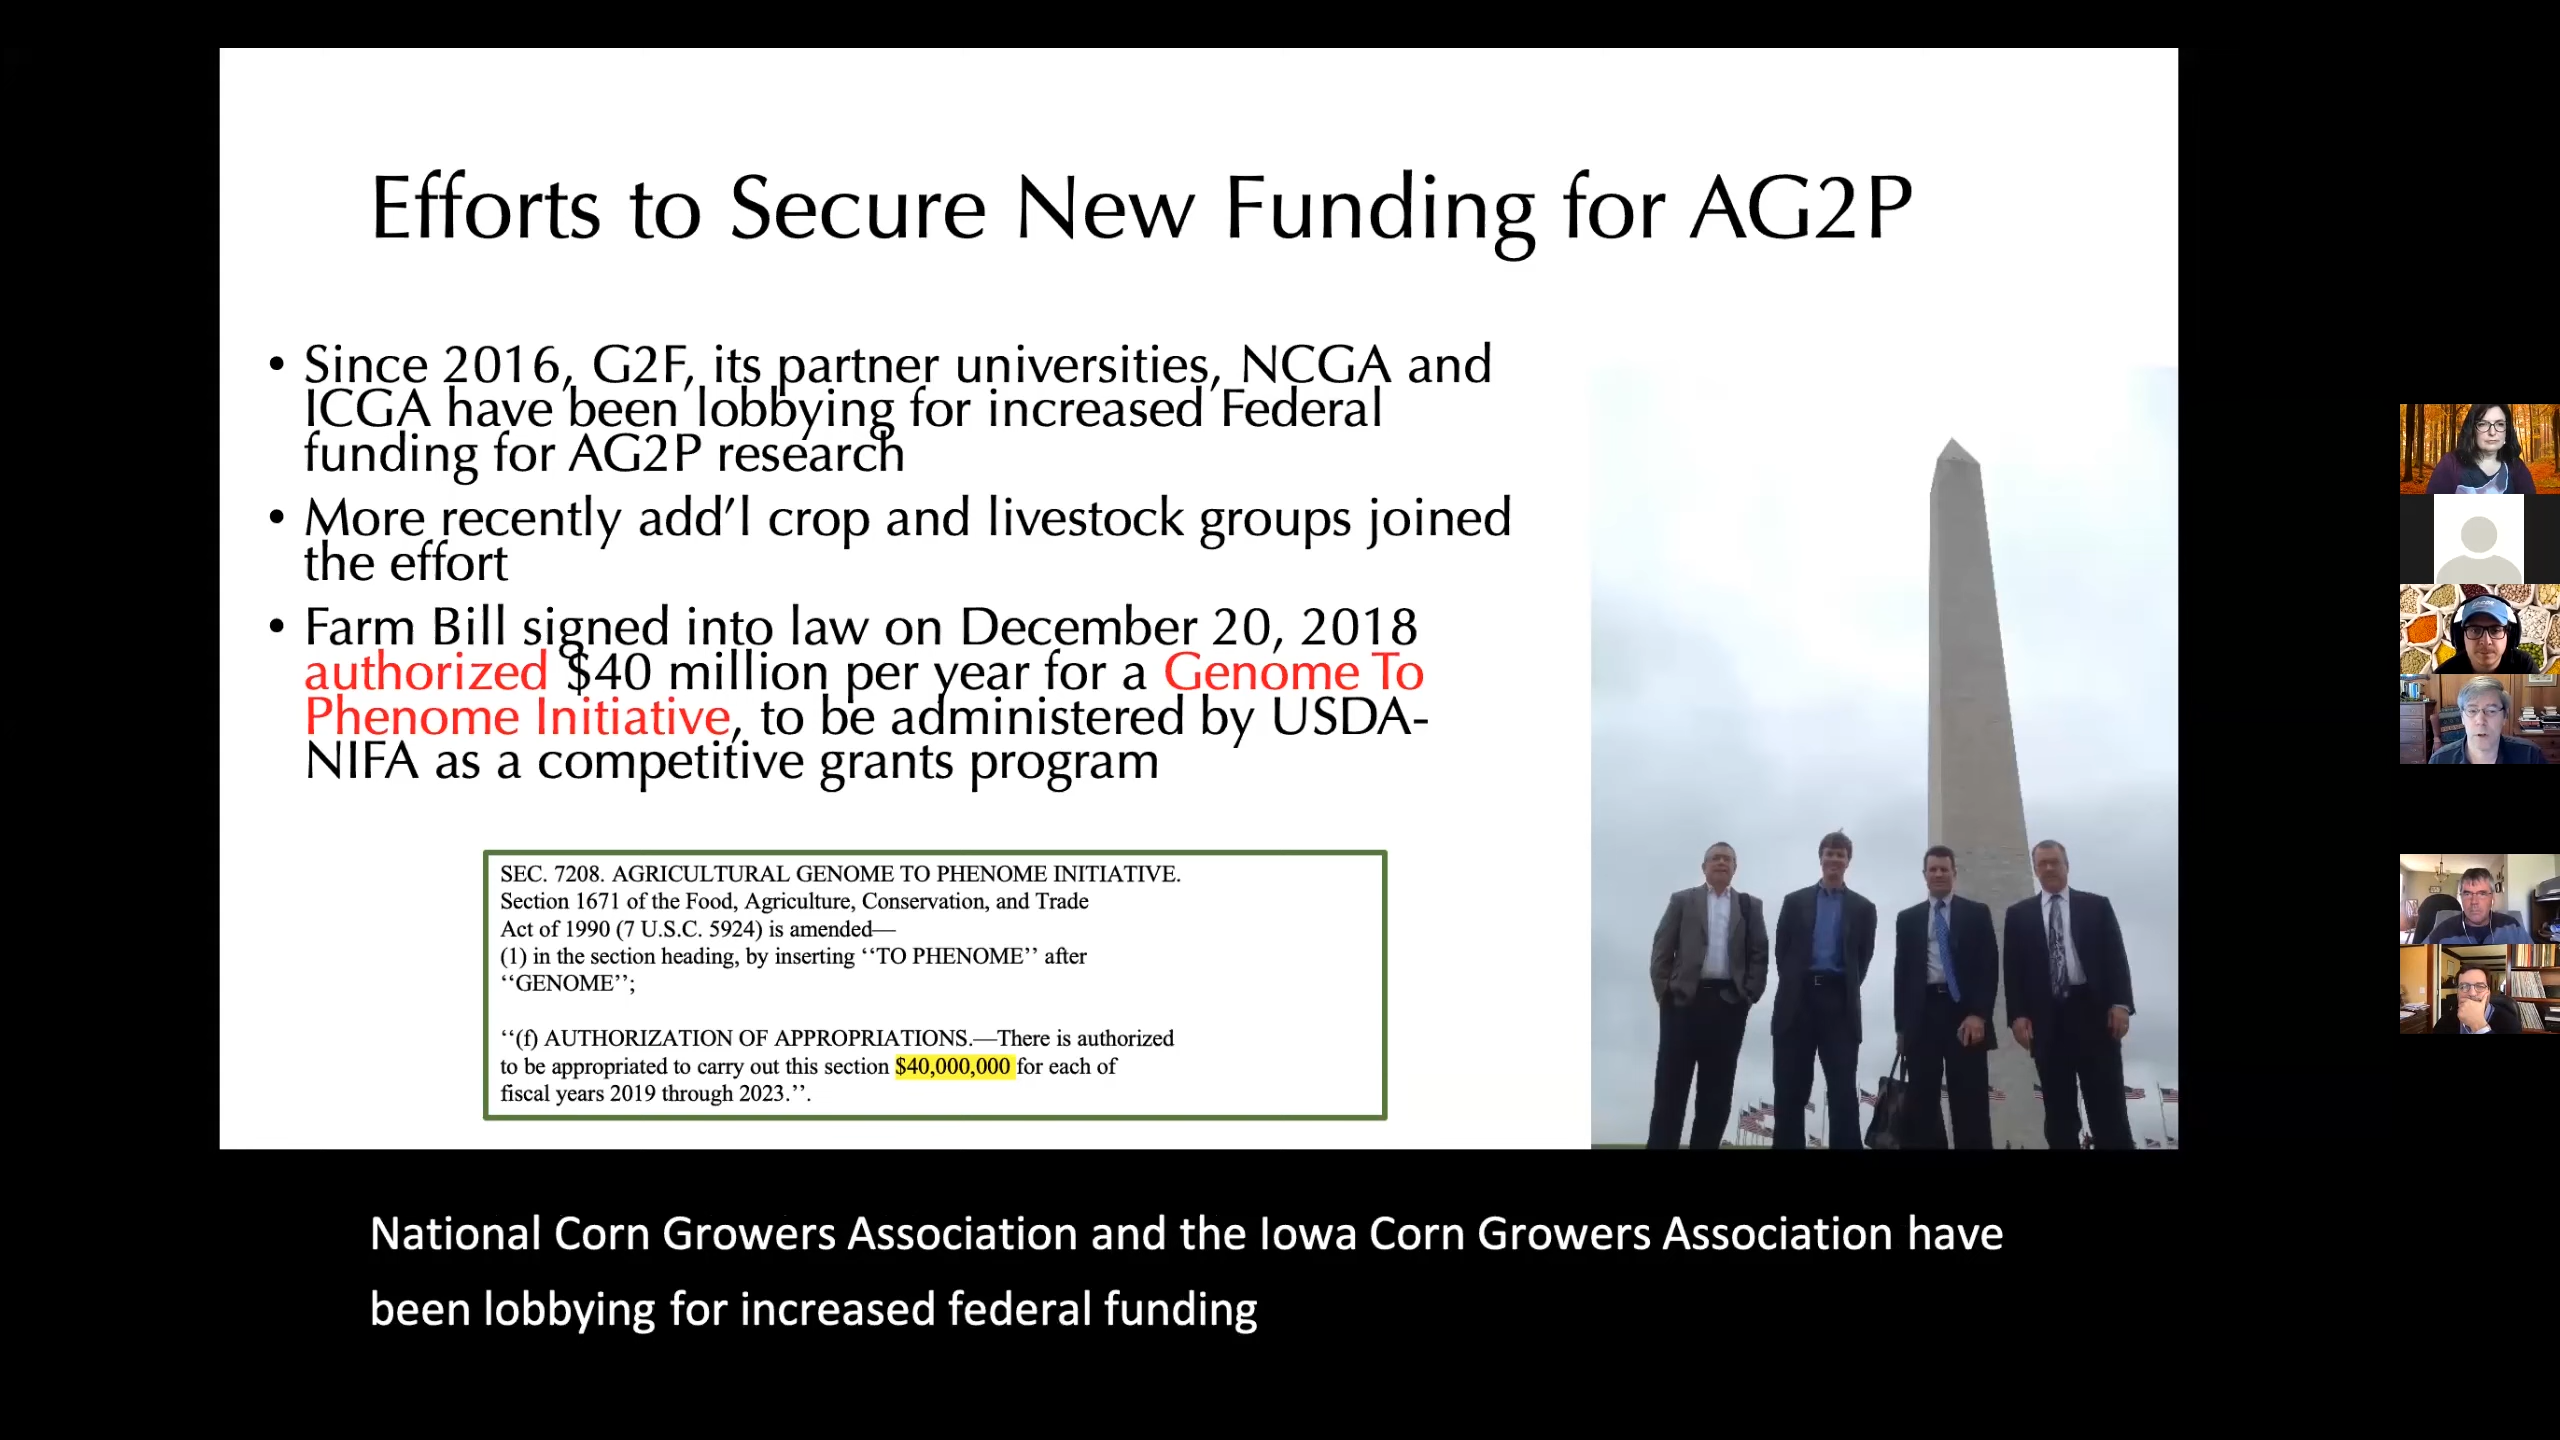 Efforts to Secure New Funding for AG2P
• Since 2016, G2F, its partner universities, NCGA and
ICGA have been lobbying for increased Federal
funding for AG2P research
• More recently add’l crop and livestock groups joined
the effort
• Farm Bill signed into law on December 20, 2018
authorized $40 million per year for a Genome To
Phenome Initiative, to be administered by USDA-
NIFA as a competitive grants program
SEC. 7208. AGRICULTURAL GENOME TO PHENOME INITIATIVE.
Section 1671 of the Food, Agriculture, Conservation, and Trade
Act of 1990 (7 U.S.C. 5924) is amended—
(1) in the section heading, by inserting ‘‘TO PHENOME’’ after
‘‘GENOME’’;
‘‘(f) AUTHORIZATION OF APPROPRIATIONS.—There is authorized
to be appropriated to carry out this section $40,000,000 for each of
fiscal years 2019 through 2023.’’.
National Corn Growers Association and the Iowa Corn Growers Association have
been lobbying for increased federal funding